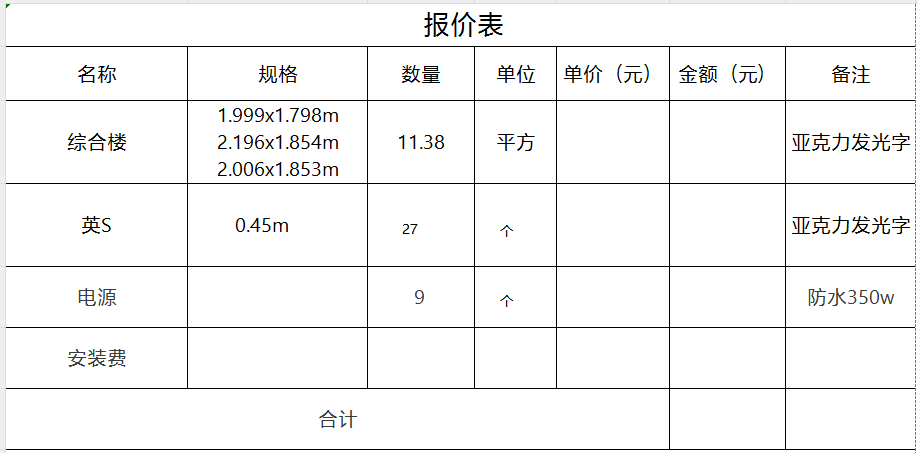 报价表
名称 规格 数量 单位 单价（元） 金额（元） 备注
1.999x1.798m
综合楼 2.196x1.854m 11.38 平方 亚克力发光字
2.006x1.853m
英S 0.45m 27 个 亚克力发光字
电源 9 个 防水350w
安装费
合计